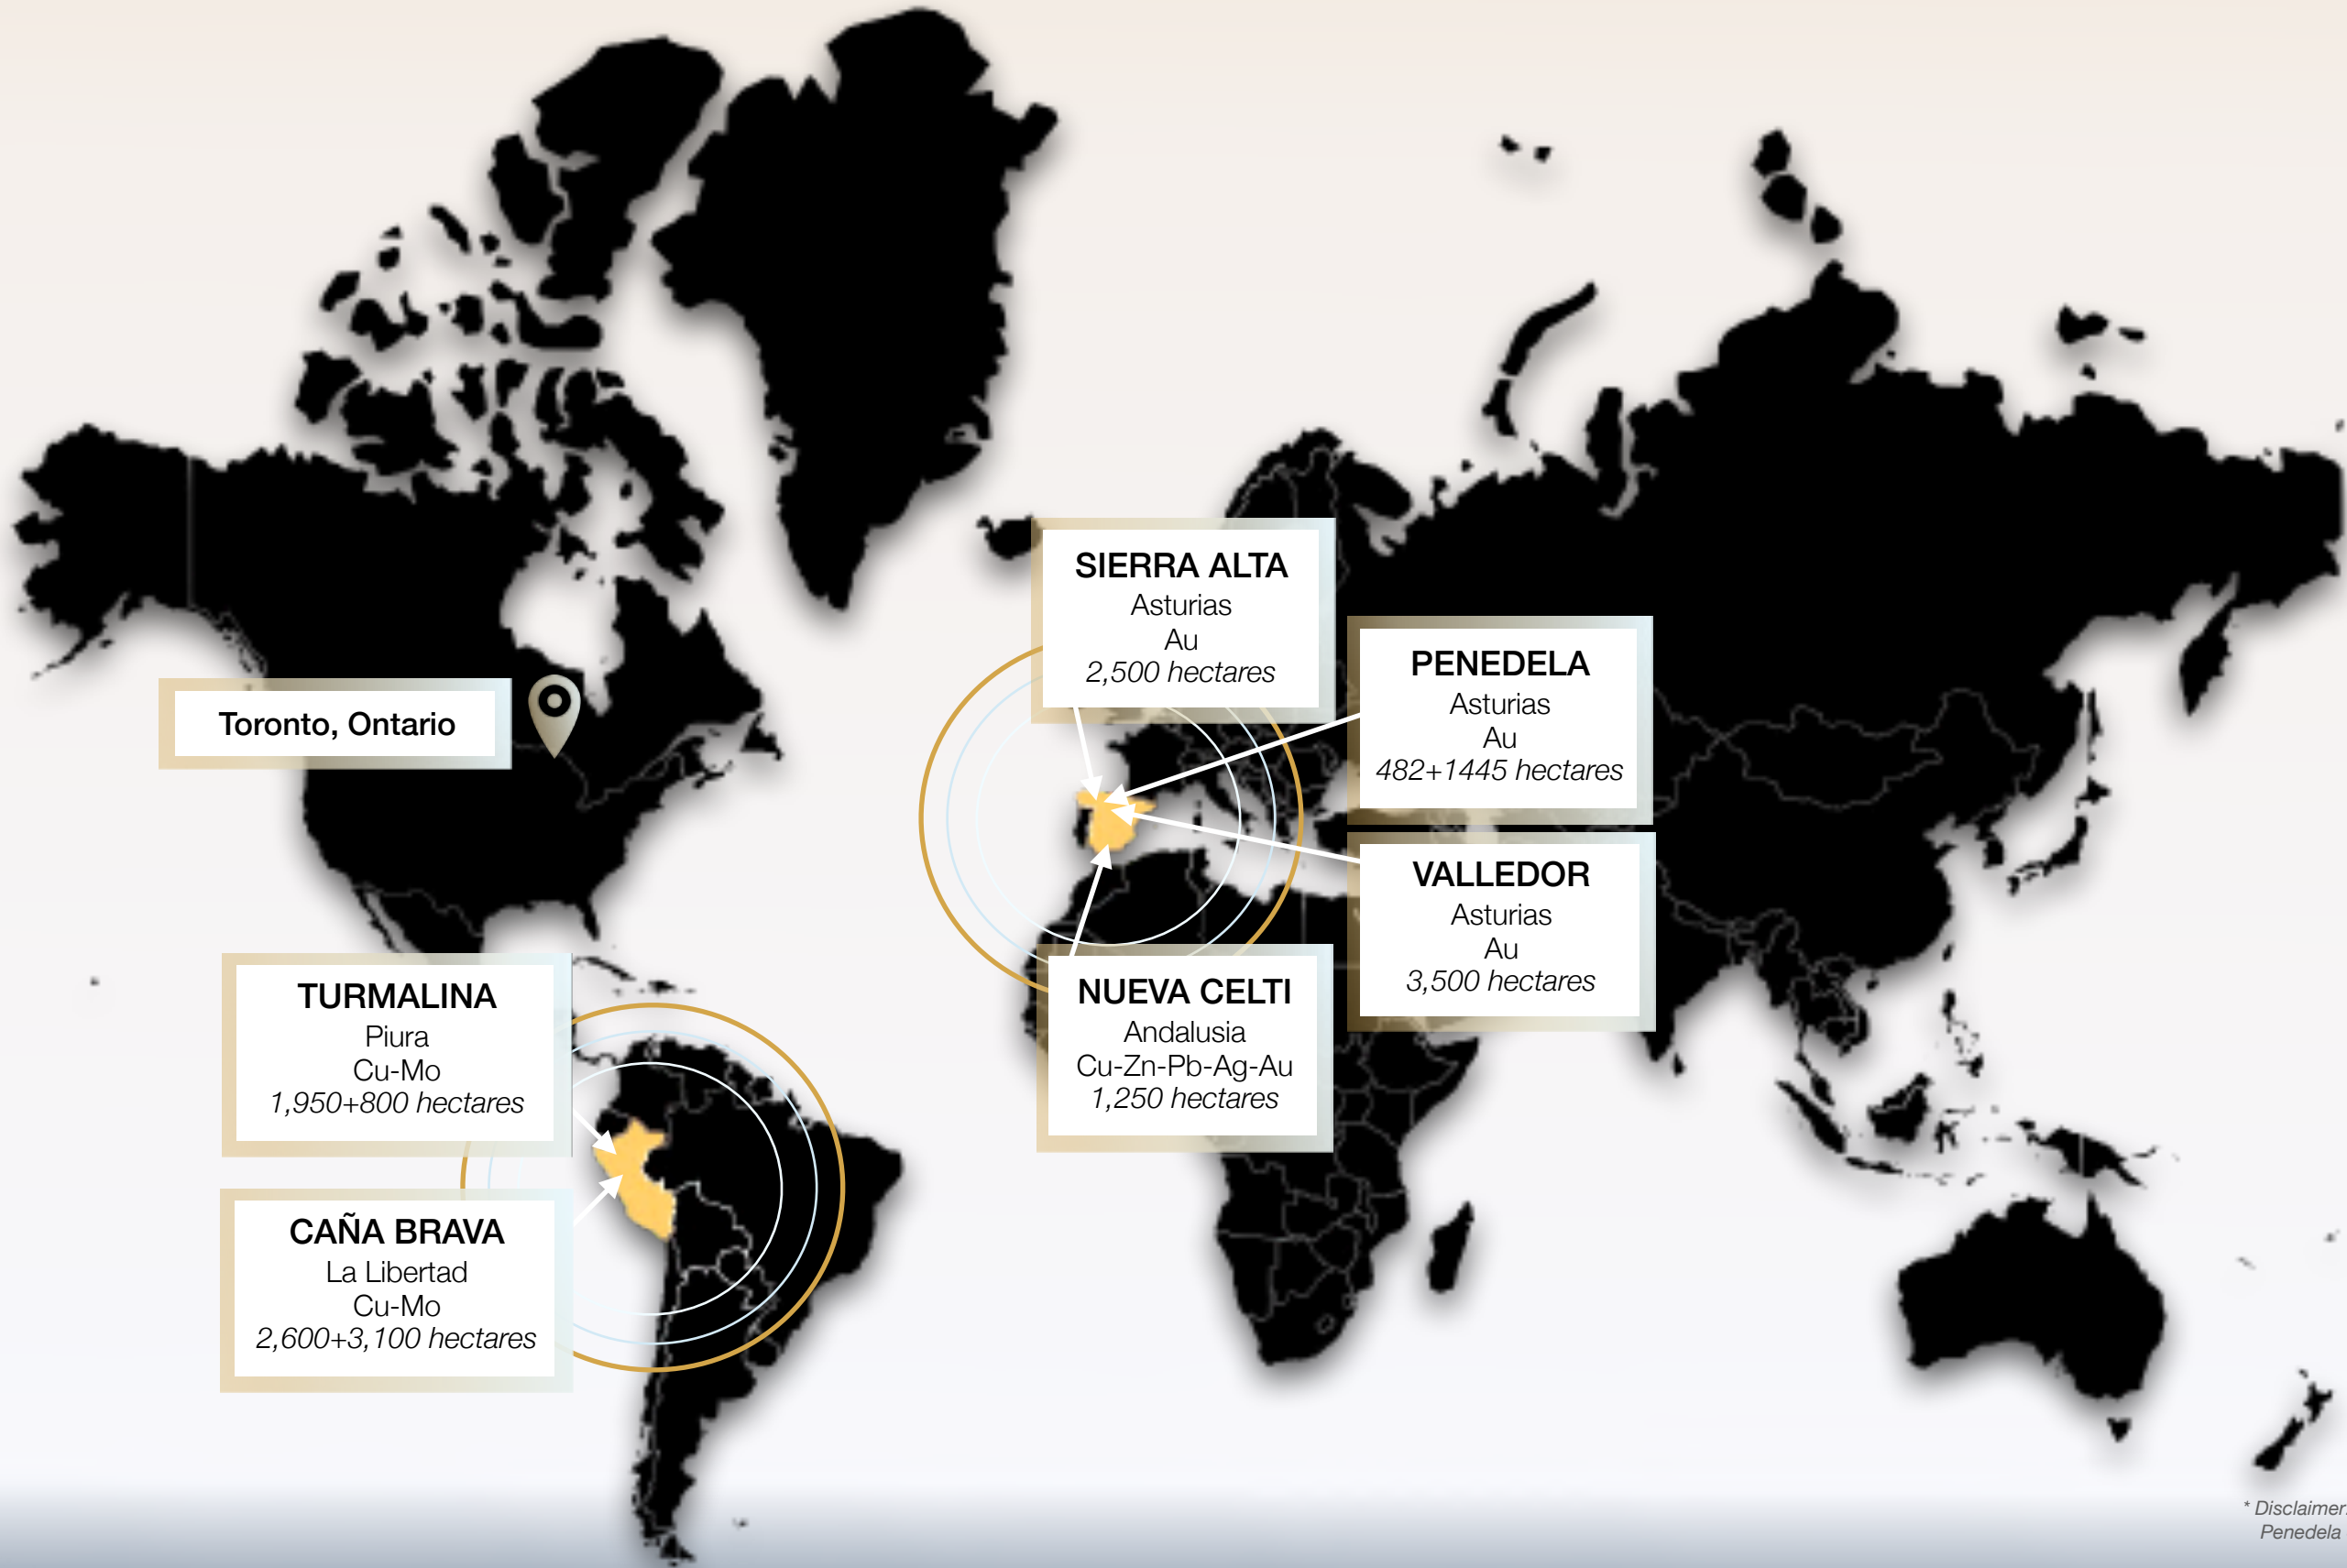 SIERRA ALTA
Asturias
Au
2,500 hectares
PENEDELA
Asturias
Au
482+1445 hectares
Toronto, Ontario
VALLEDOR
Asturias
Au
3,500 hectares
NUEVA CELTI
Andalusia
Cu-Zn-Pb-Ag-Au
1,250 hectares
TURMALINA
Piura
Cu-Mo
1,950+800 hectares
CAÑA BRAVA
La Libertad
Cu-Mo
2,600+3,100 hectares
* Disclaimer:
Penedela